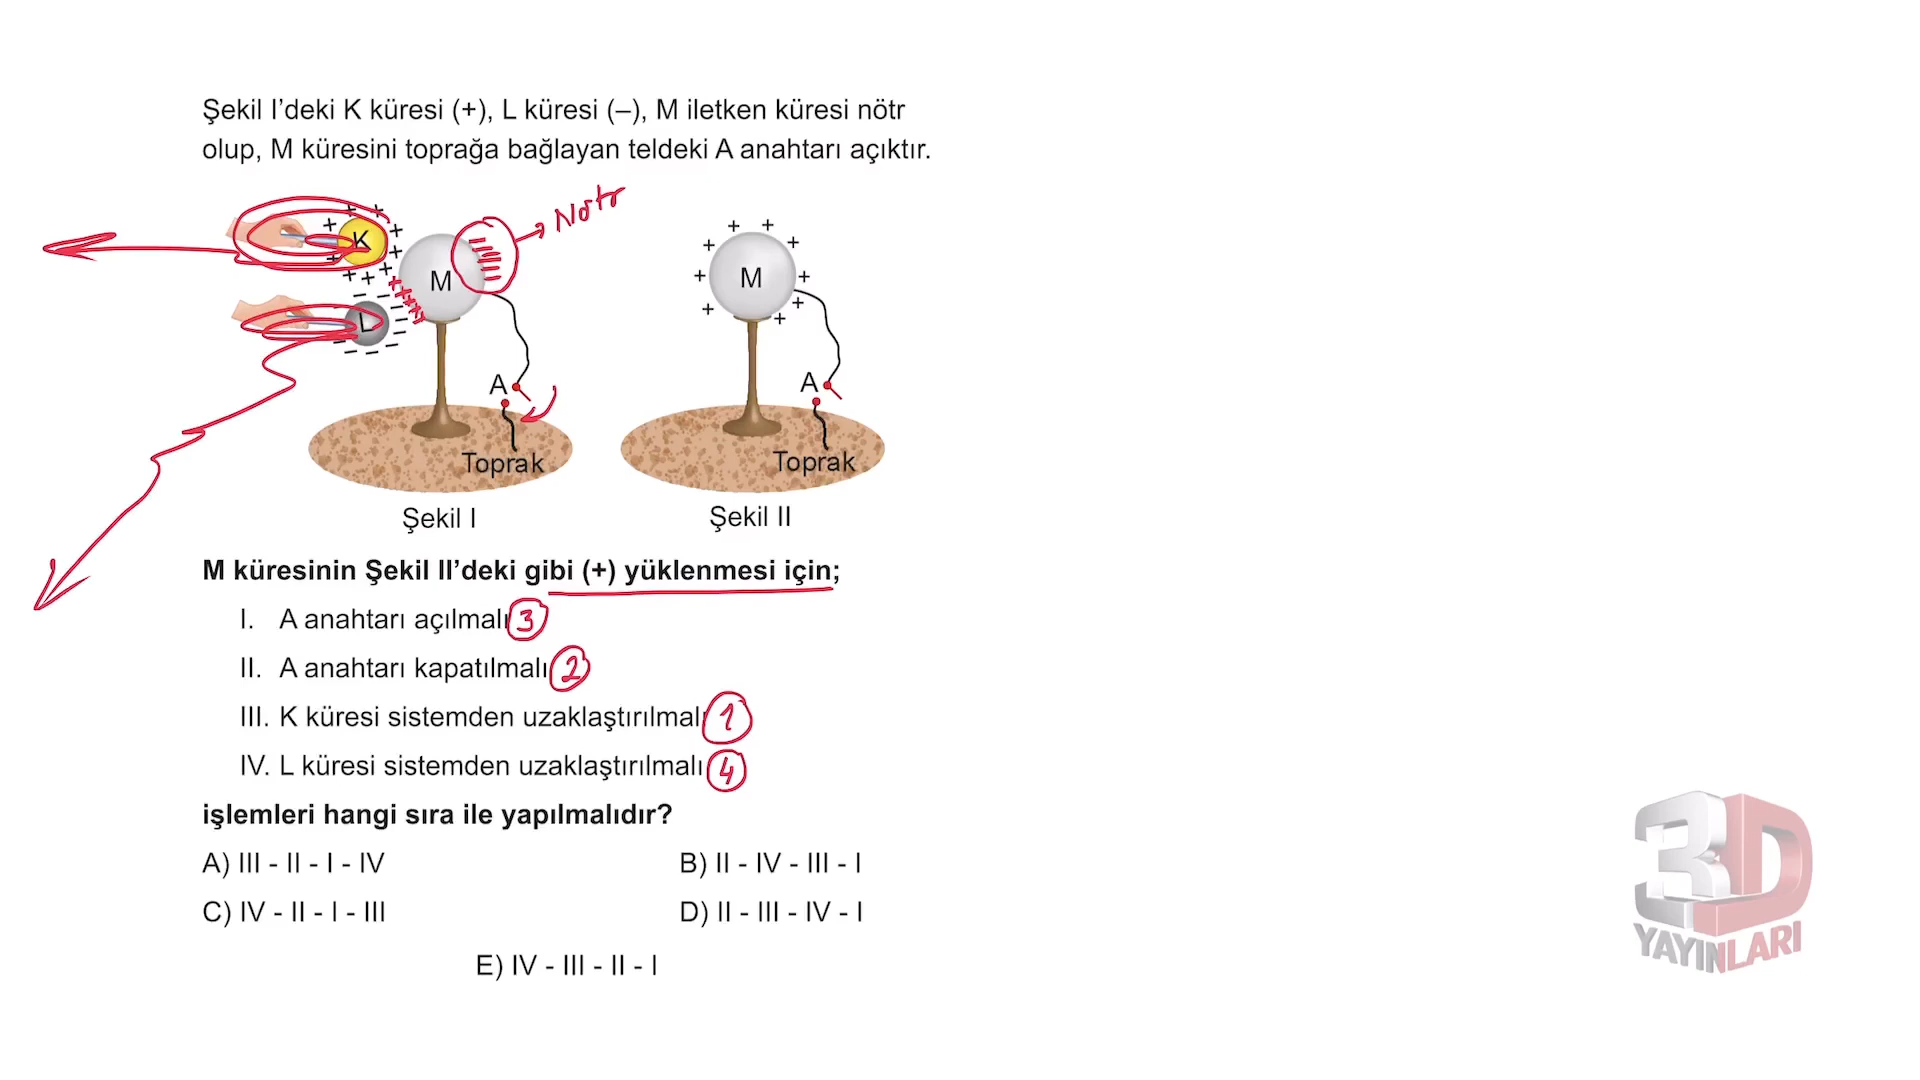 Şekil I'deki K küresi (+), L küresi (–), M iletken küresi nötr
olup, M küresini toprağa bağlayan teldeki A anahtarı açıktır.
Nötr
K
M
L
A
Toprak
Şekil I
M
A
Toprak
Şekil II
M küresinin Şekil II'deki gibi (+) yüklenmesi için;
I. A anahtarı açılmalı 3
II. A anahtarı kapatılmalı 2
III. K küresi sistemden uzaklaştırılmalı 1
IV. L küresi sistemden uzaklaştırılmalı 4
işlemleri hangi sıra ile yapılmalıdır?
A) III - II - I - IV
B) II - IV - III - I
C) IV - II - I - III
D) II - III - IV - I
E) IV - III - II - I
3D
YAYINLARI